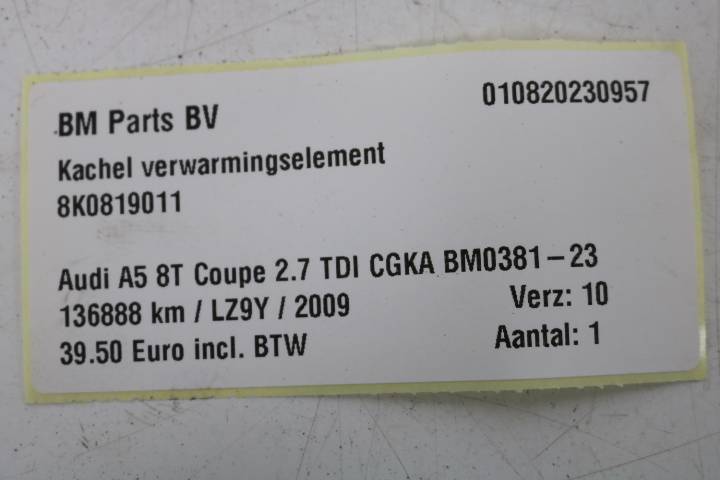 BM Parts BV 010820230957
Kachel verwarmingselement
8K0819011
Audi A5 8T Coupe 2.7 TDI CGKA BM0381-23
136888 km / LZ9Y / 2009 Verz: 10
39.50 Euro incl. BTW Aantal: 1